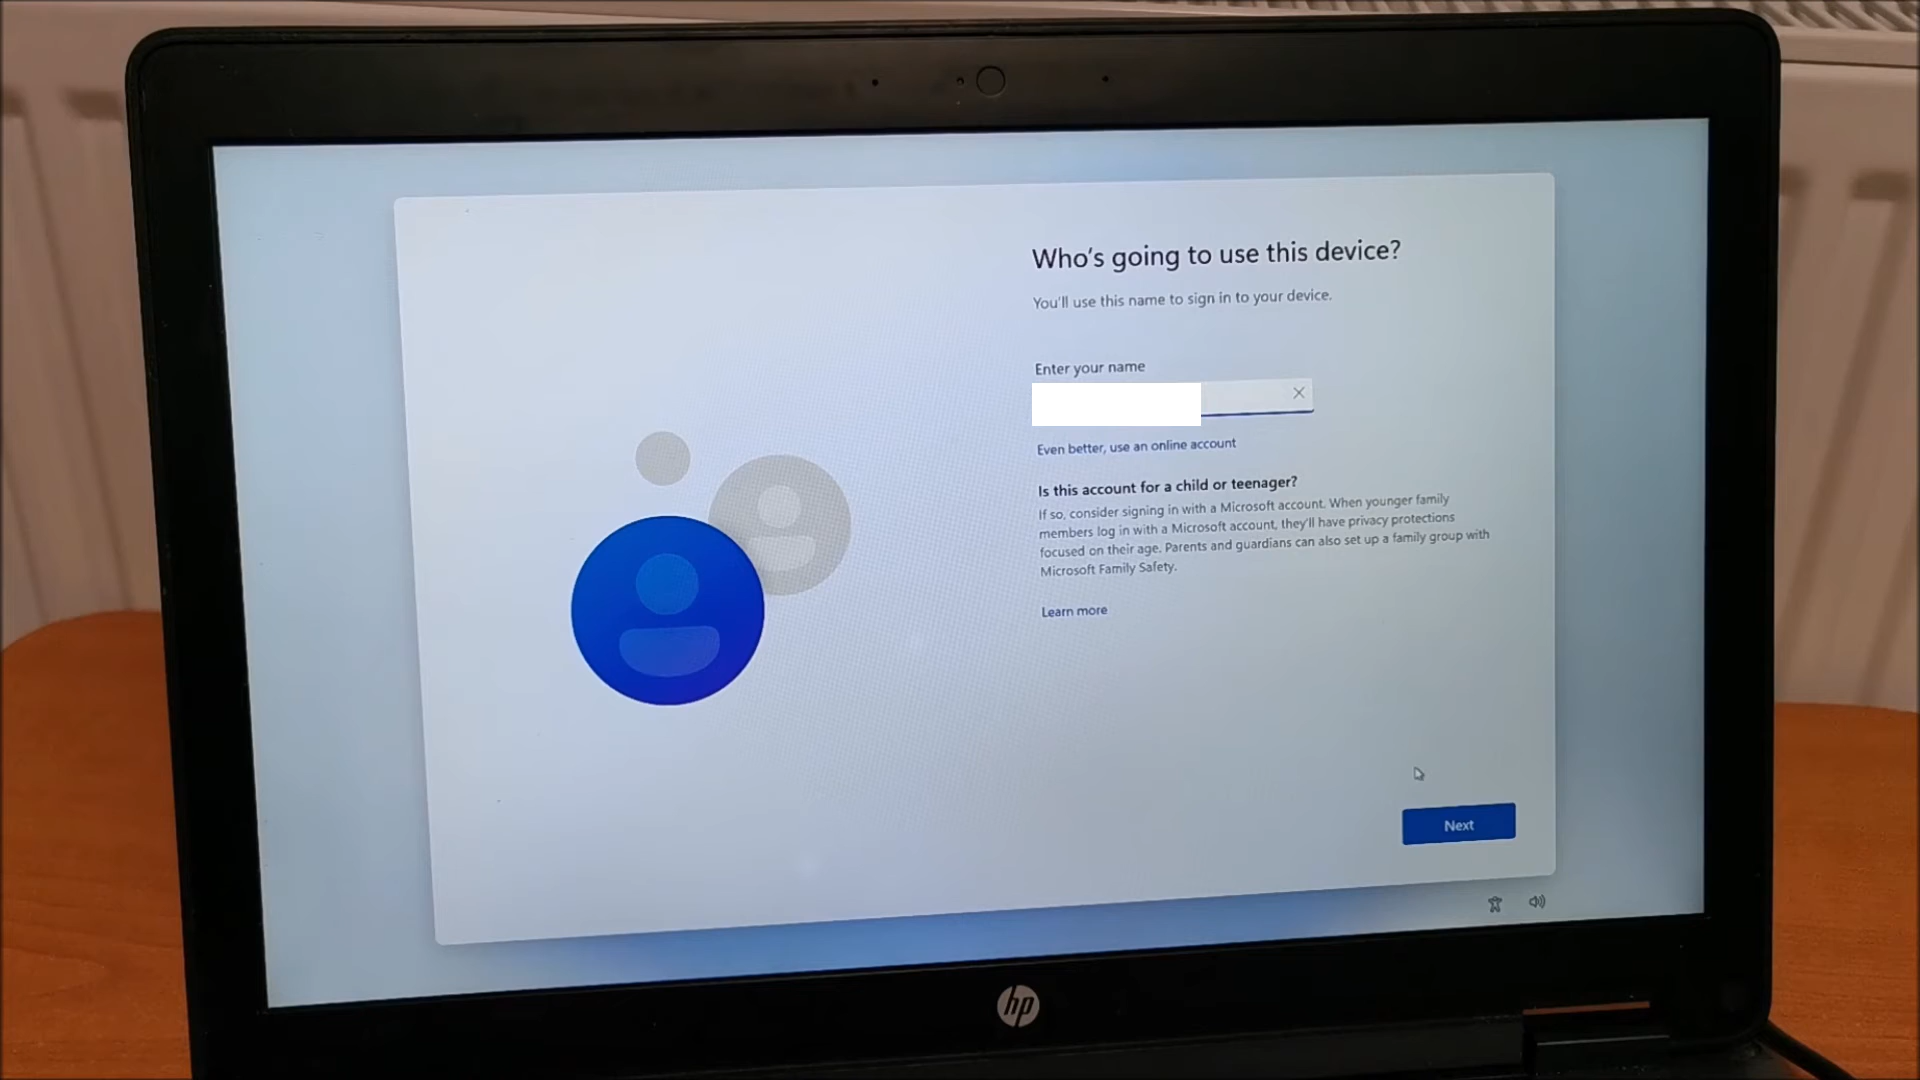 Who's going to use this device?
You'll use this name to sign in to your device.
Enter your name
Even better, use an online account
Is this account for a child or teenager?
If so, consider signing in with a Microsoft account. When younger family
members log in with a Microsoft account, they'll have privacy protections
focused on their age. Parents and guardians can also set up a family group with
Microsoft Family Safety.
Learn more
Next
hp